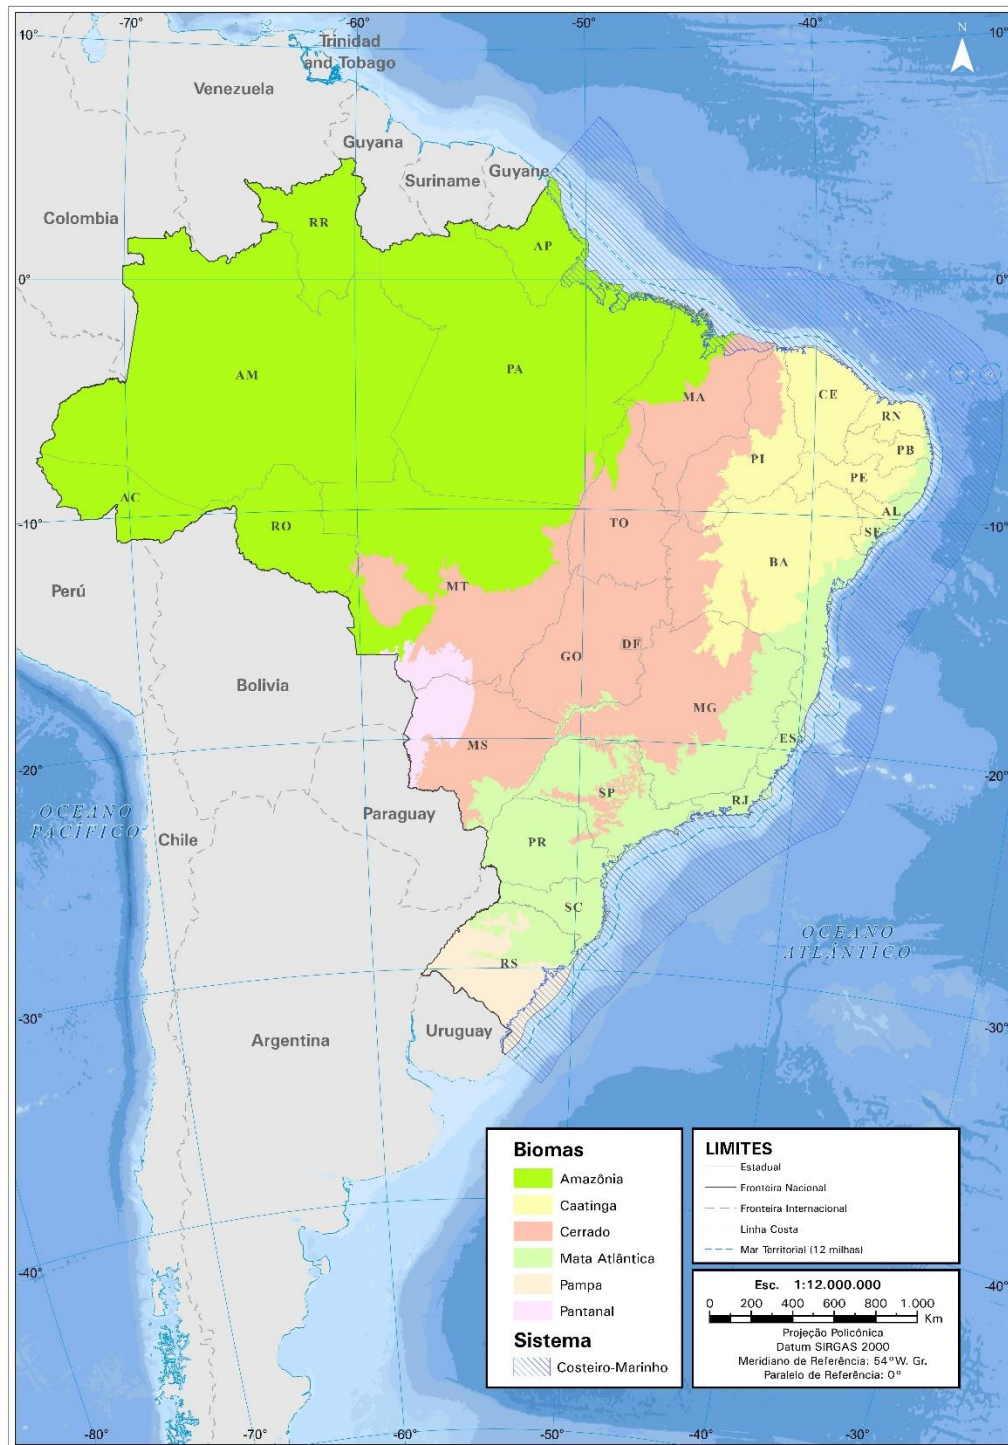 -70°
-60°
-50°
-40°
10°
10°
N
Trinidad
and Tobago
Venezuela
Guyana
Suriname
Guyane
Colombia
RR
AP
0°
0°
AM
PA
MA
CE
RN
PB
PI
PE
AL
SE
AC
-10°
RO
TO
BA
-10°
Perú
MT
Bolivia
GO
DF
MG
MS
ES
-20°
-20°
SP
RJ
OCEANO
PACÍFICO
Chile
Paraguay
PR
SC
OCEANO
ATLÂNTICO
RS
-30°
-30°
Argentina
Uruguay
-40°
-40°
Biomas
Amazônia
Caatinga
Cerrado
Mata Atlântica
Pampa
Pantanal
Sistema
Costeiro-Marinho
LIMITES
Estadual
Fronteira Nacional
Fronteira Internacional
Linha Costa
Mar Territorial (12 milhas)
Esc. 1:12.000.000
0 200 400 600 800 1.000
Km
Projeção Policônica
Datum SIRGAS 2000
Meridiano de Referência: 54°W. Gr.
Paralelo de Referência: 0°
-80°
-70°
-60°
-50°
-40°
-30°